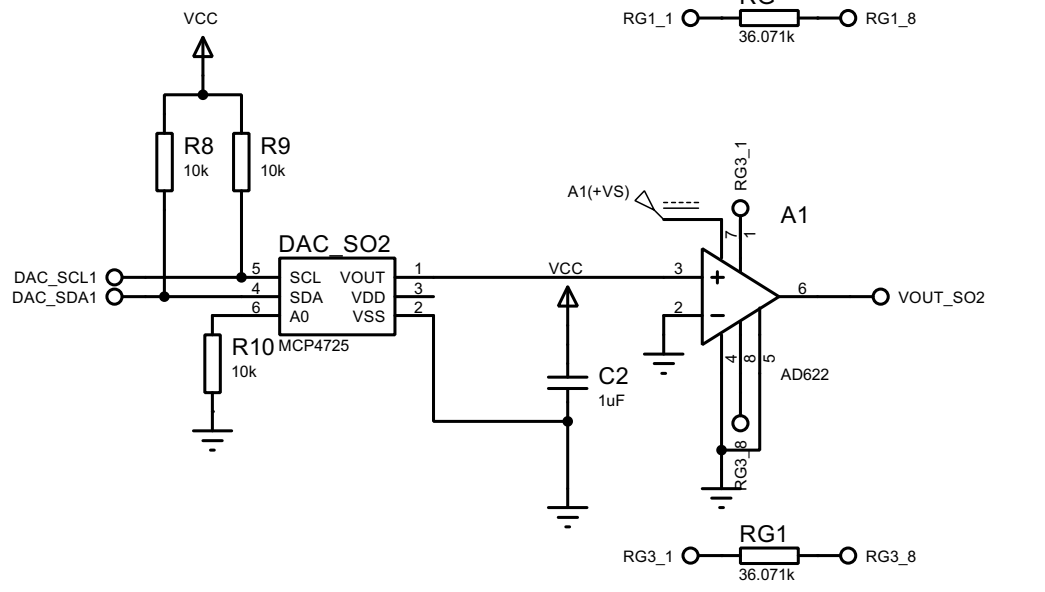 RG1_1
RG1_8
36.071k
VCC
R8
10k
R9
10k
RG3_1
A1(+VS)
A1
7
1
DAC_SO2
DAC_SCL1
5
SCL
VOUT
1
VCC
3
DAC_SDA1
4
SDA
VDD
3
6
VOUT_SO2
6
A0
VSS
2
2
R10
10k
MCP4725
C2
1uF
4
8
5
AD622
RG3_8
RG1
RG3_1
RG3_8
36.071k